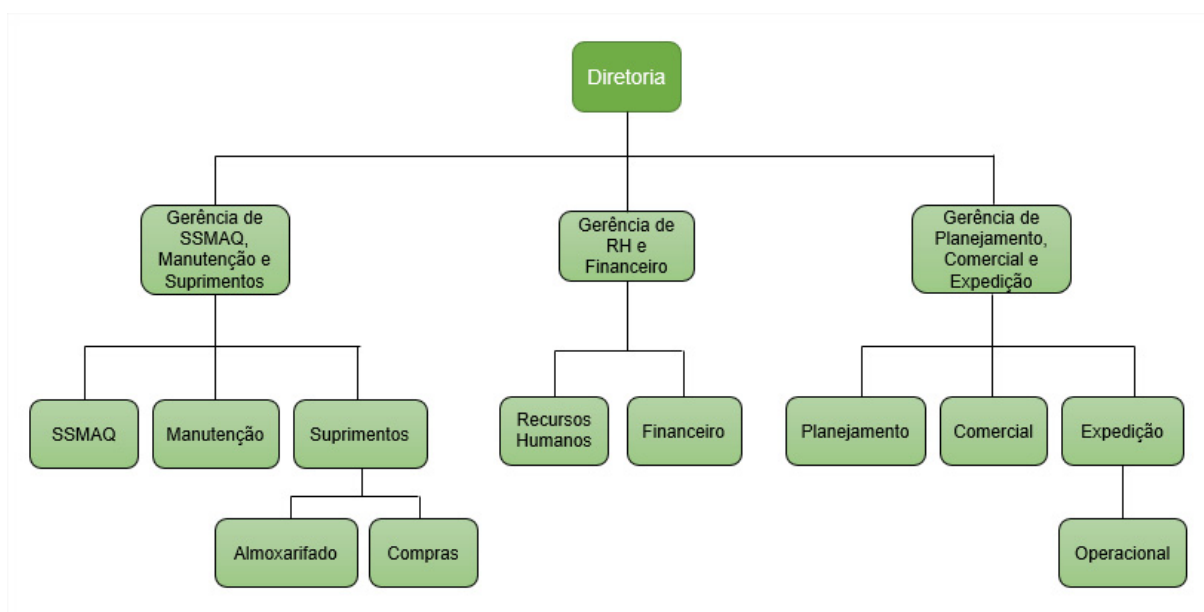 Diretoria
Gerência de
SSMAQ,
Manutenção e
Suprimentos
Gerência de
RH e
Financeiro
Gerência de
Planejamento,
Comercial e
Expedição
SSMAQ
Manutenção
Suprimentos
Recursos
Humanos
Financeiro
Planejamento
Comercial
Expedição
Almoxarifado
Compras
Operacional